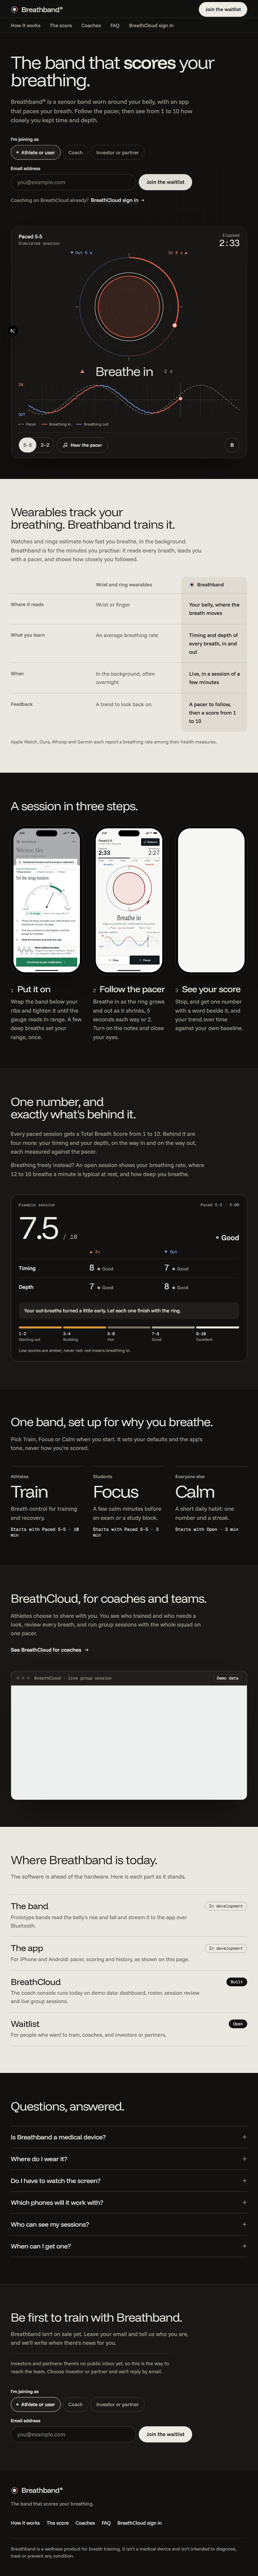 Breathband®
Join the waitlist
How it works
The score
Coaches
FAQ
BreathCloud sign in
The band that scores your
breathing.
Breathband® is a sensor band worn around your belly, with an app
that paces your breath. Follow the pacer, then see from 1 to 10 how
closely you kept time and depth.
I'm joining as
Athlete or user
Coach
Investor or partner
Email address
you@example.com
Join the waitlist
Coaching on BreathCloud already? BreathCloud sign in →
Paced 5-5
Simulated session
Elapsed
2:33
▼ Out 5 s
In 5 s ▲
N
▲ Breathe in 2 s
IN
OUT
Pacer
Breathing in
Breathing out
5-5
2-2
Hear the pacer
Wearables track your
breathing. Breathband trains it.
Watches and rings estimate how fast you breathe, in the background.
Breathband is for the minutes you practise: it reads every breath, leads you
with a pacer, and shows how closely you followed.
Wrist and ring wearables
Breathband
Where it reads
Wrist or finger
Your belly, where the
breath moves
What you learn
An average breathing rate
Timing and depth of
every breath, in and
out
When
In the background, often
overnight
Live, in a session of a
few minutes
Feedback
A trend to look back on
A pacer to follow,
then a score from 1
to 10
Apple Watch, Oura, Whoop and Garmin each report a breathing rate among their health measures.
A session in three steps.
Welcome, Alex
Set the strap tension
Paced 5-5
2:33
27:27
Breathe in
Stop
Pause
1 Put it on
Wrap the band below your
ribs and tighten it until the
gauge reads In range. A few
deep breaths set your
range, once.
2 Follow the pacer
Breathe in as the ring grows
and out as it shrinks, 5
seconds each way or 2.
Turn on the notes and close
your eyes.
3 See your score
Stop, and get one number
with a word beside it, and
your trend over time
against your own baseline.
One number, and
exactly what's behind it.
Every paced session gets a Total Breath Score from 1 to 10. Behind it are
four more: your timing and your depth, on the way in and on the way out,
each measured against the pacer.
Breathing freely instead? An open session shows your breathing rate, where
12 to 10 breaths a minute is typical at rest, and how deep you breathe.
Example session
Paced 5-5 · 5:00
7.5 / 10
Good
▲ In
▼ Out
Timing
8 Good
7 Good
Depth
7 Good
8 Good
Your out-breaths turned a little early. Let each one finish with the ring.
1-2
Starting out
3-4
Building
5-6
Fair
7-8
Good
9-10
Excellent
Low scores are amber, never red: red means breathing in.
One band, set up for why you breathe.
Pick Train, Focus or Calm when you start. It sets your defaults and the app's
tone, never how you're scored.
Athletes
Train
Breath control for training
and recovery.
Starts with Paced 5-5 · 10
min
Students
Focus
A few calm minutes before
an exam or a study block.
Starts with Paced 5-5 · 3
min
Everyone else
Calm
A short daily habit: one
number and a streak.
Starts with Open · 3 min
BreathCloud, for coaches and teams.
Athletes choose to share with you. You see who trained and who needs a
look, review every breath, and run group sessions with the whole squad on
one pacer.
See BreathCloud for coaches →
BreathCloud · live group session
Demo data
Where Breathband is today.
The software is ahead of the hardware. Here is each part as it stands.
The band
In development
Prototype bands read the belly's rise and fall and stream it to the app over
Bluetooth.
The app
In development
For iPhone and Android: pacer, scoring and history, as shown on this page.
BreathCloud
Built
The coach console runs today on demo data: dashboard, roster, session review
and live group sessions.
Waitlist
Open
For people who want to train, coaches, and investors or partners.
Questions, answered.
Is Breathband a medical device?
Where do I wear it?
Do I have to watch the screen?
Which phones will it work with?
Who can see my sessions?
When can I get one?
Be first to train with Breathband.
Breathband isn't on sale yet. Leave your email and tell us who you are,
and we'll write when there's news for you.
Investors and partners: there's no public inbox yet, so this is the way to
reach the team. Choose Investor or partner and we'll reply by email.
I'm joining as
Athlete or user
Coach
Investor or partner
Email address
you@example.com
Join the waitlist
Breathband®
The band that scores your breathing.
How it works
The score
Coaches
FAQ
BreathCloud sign in
Breathband is a wellness product for breath training. It isn't a medical device and isn't intended to diagnose,
treat or prevent any condition.